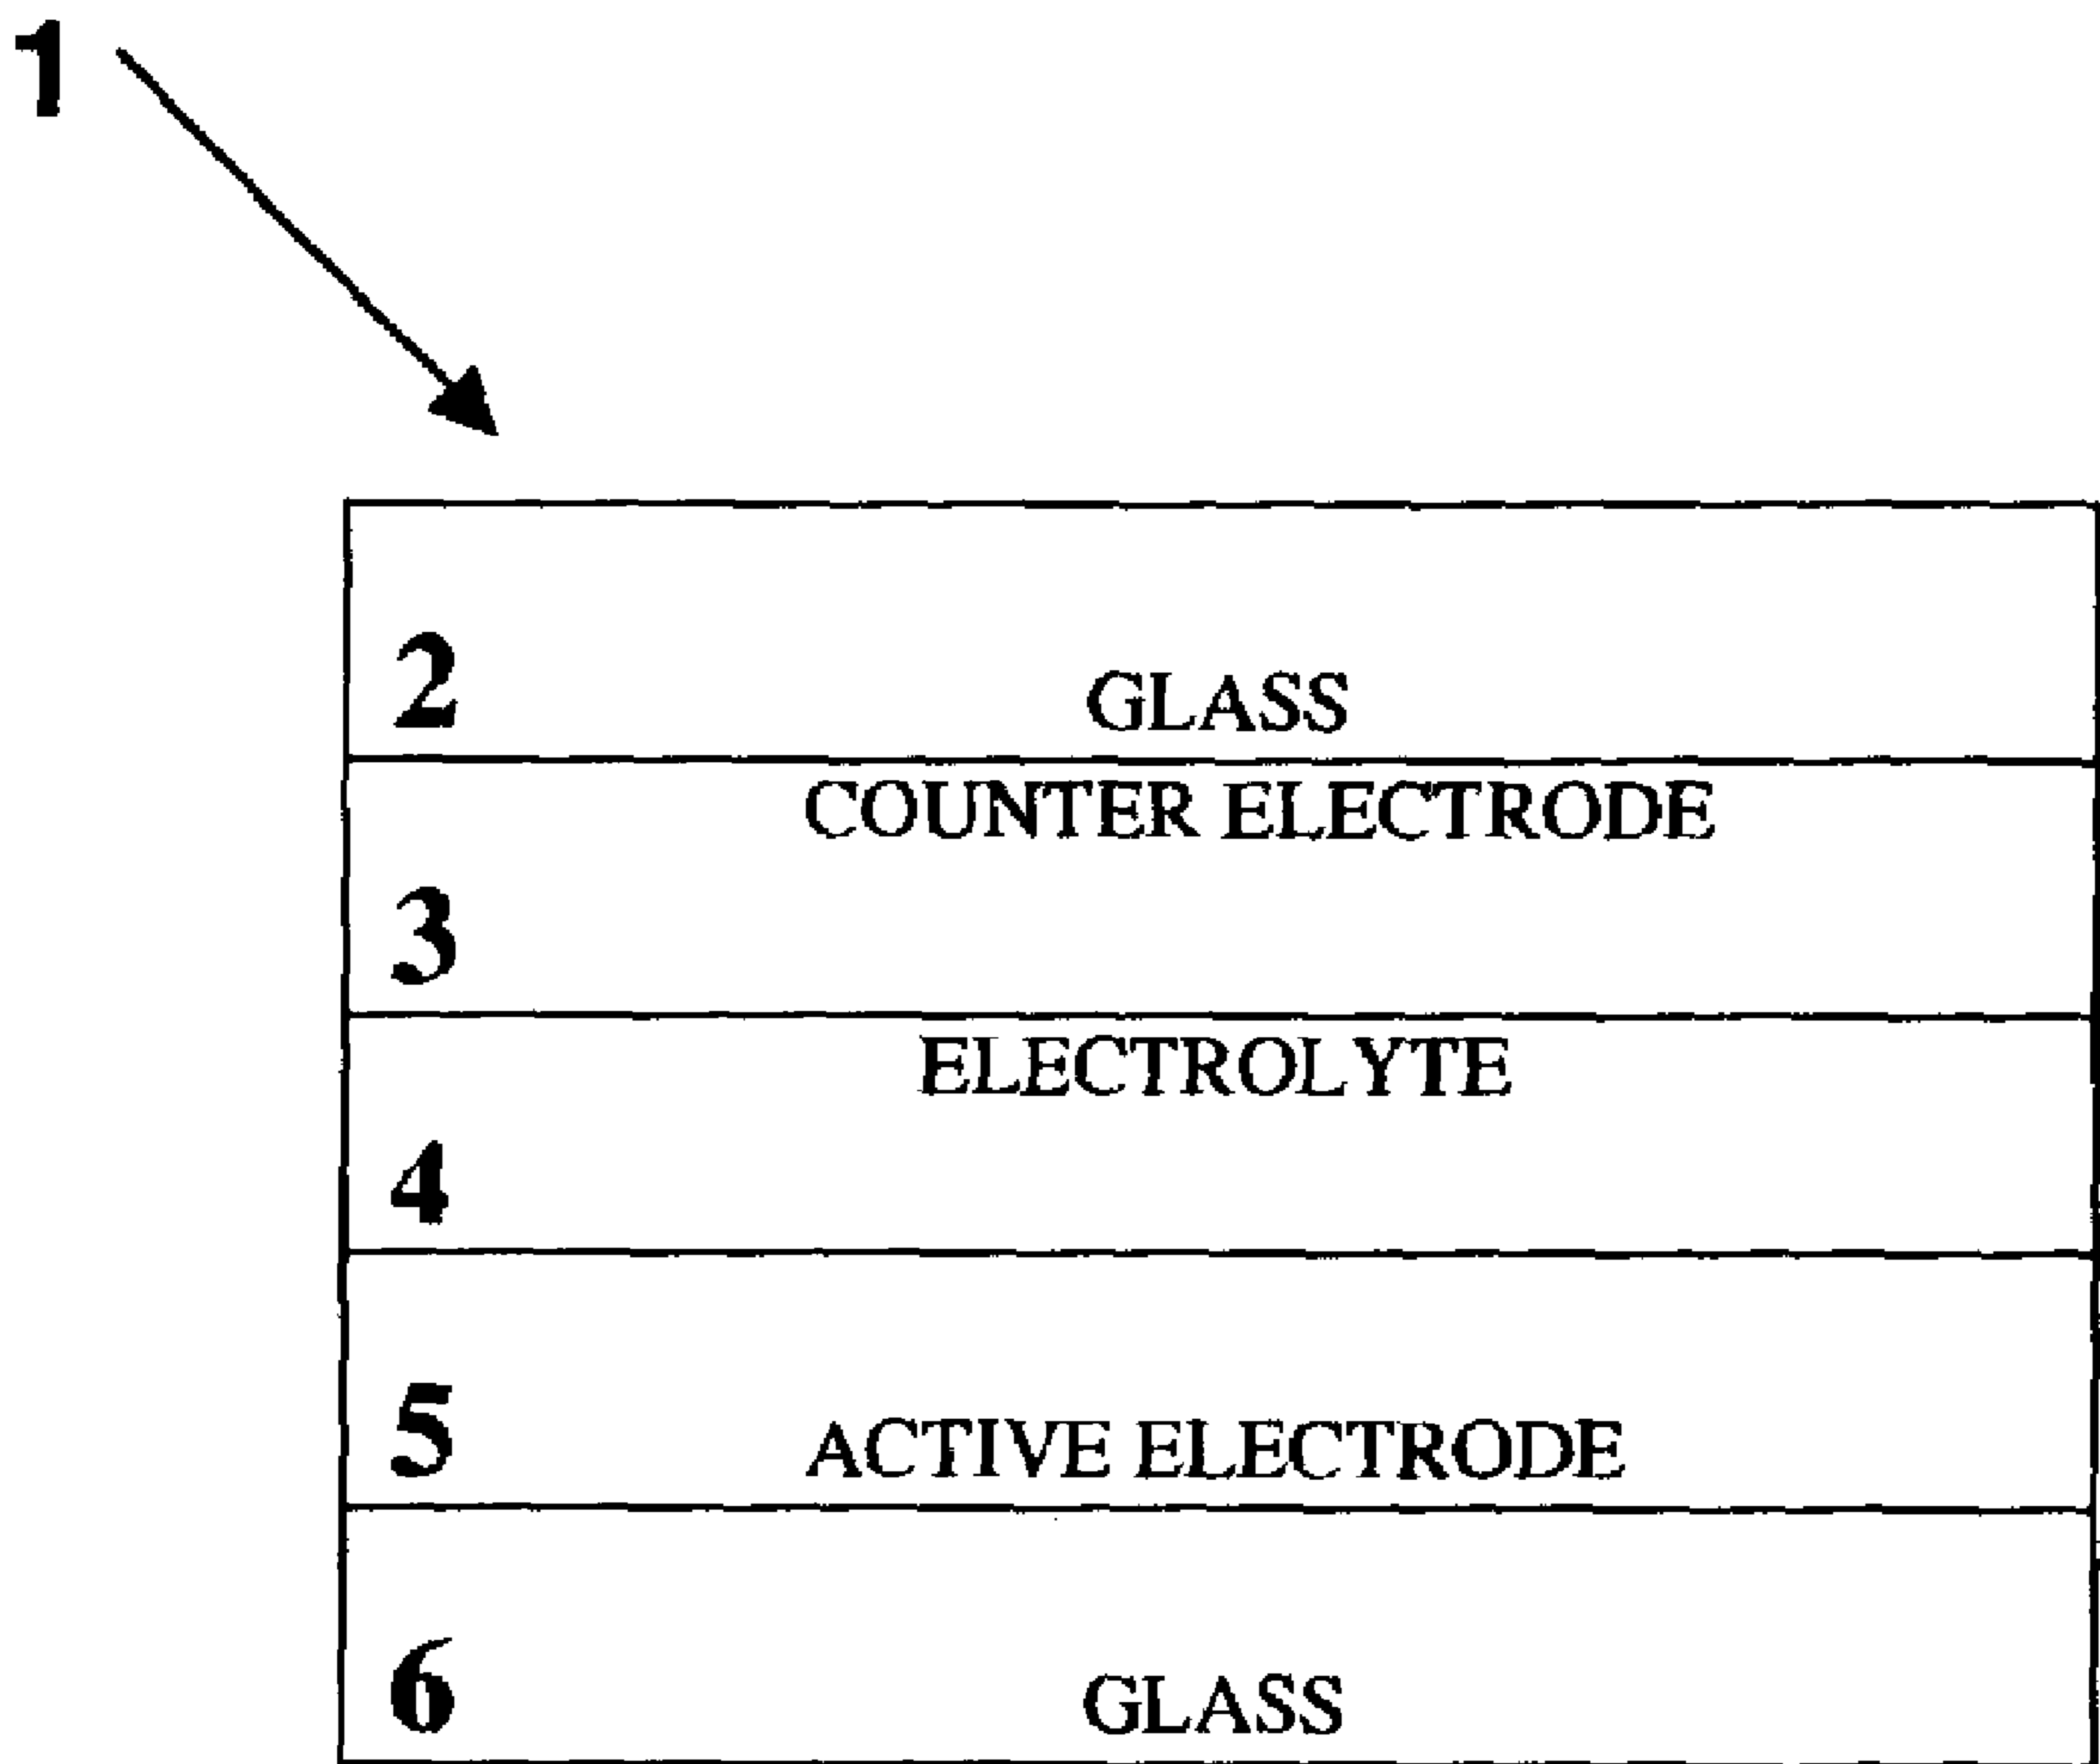 1
2 GLASS
COUNTER ELECTRODE
3
ELECTROLYTE
4
5 ACTIVE ELECTRODE
6 GLASS